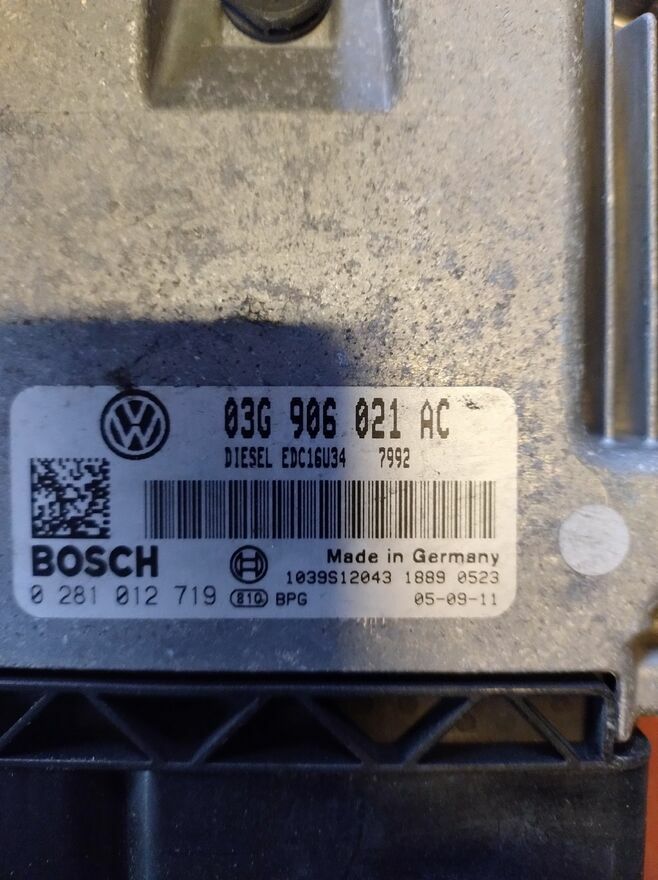 03G 906 021 AC
DIESEL EDC16U34 7992
BOSCH
Made in Germany
1039S12043 1889 0523
0 281 012 719 810 BPG 05-09-11